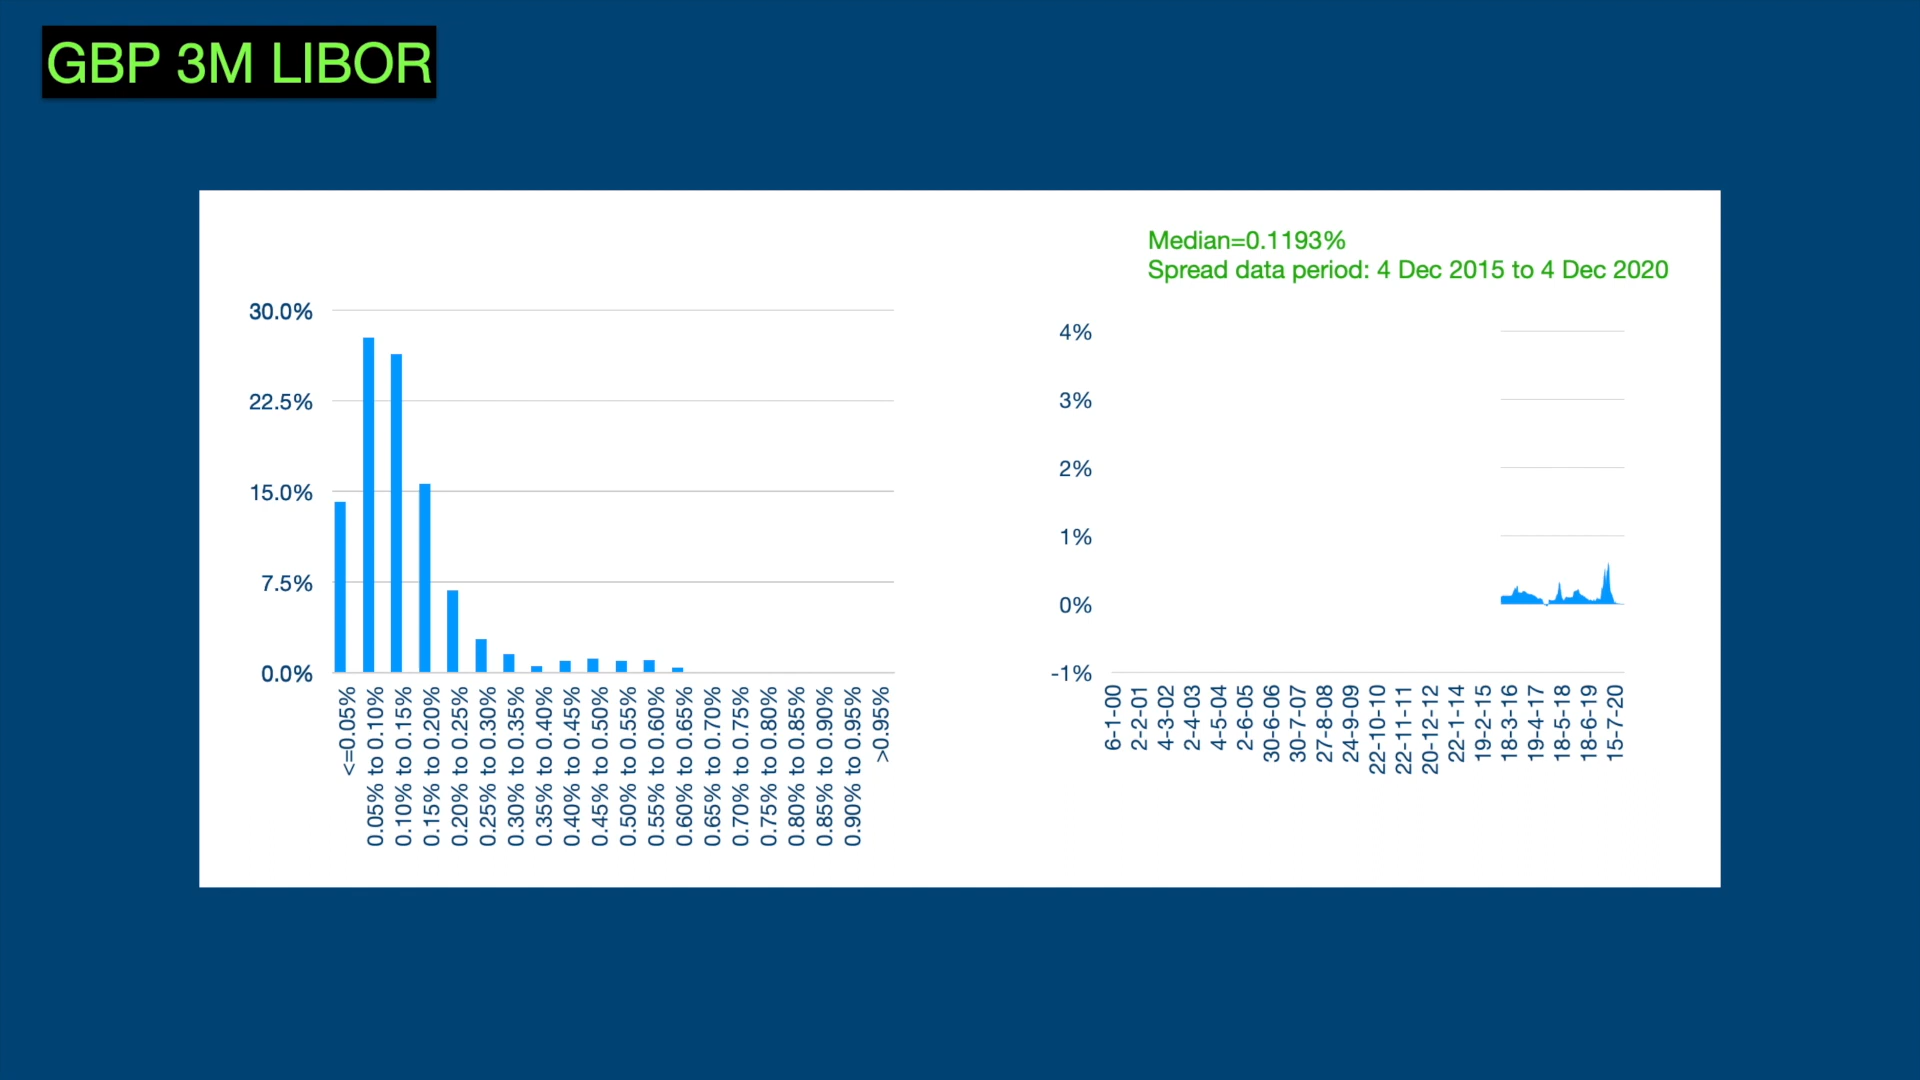 GBP 3M LIBOR
Median=0.1193%
Spread data period: 4 Dec 2015 to 4 Dec 2020
30.0%
22.5%
15.0%
7.5%
0.0%
<=0.05%
0.05% to 0.10%
0.10% to 0.15%
0.15% to 0.20%
0.20% to 0.25%
0.25% to 0.30%
0.30% to 0.35%
0.35% to 0.40%
0.40% to 0.45%
0.45% to 0.50%
0.50% to 0.55%
0.55% to 0.60%
0.60% to 0.65%
0.65% to 0.70%
0.70% to 0.75%
0.75% to 0.80%
0.80% to 0.85%
0.85% to 0.90%
0.90% to 0.95%
>0.95%
4%
3%
2%
1%
0%
-1%
6-1-00
2-2-01
4-3-02
2-4-03
4-5-04
2-6-05
30-6-06
30-7-07
27-8-08
24-9-09
22-10-10
22-11-11
20-12-12
22-1-14
19-2-15
18-3-16
19-4-17
18-5-18
18-6-19
15-7-20